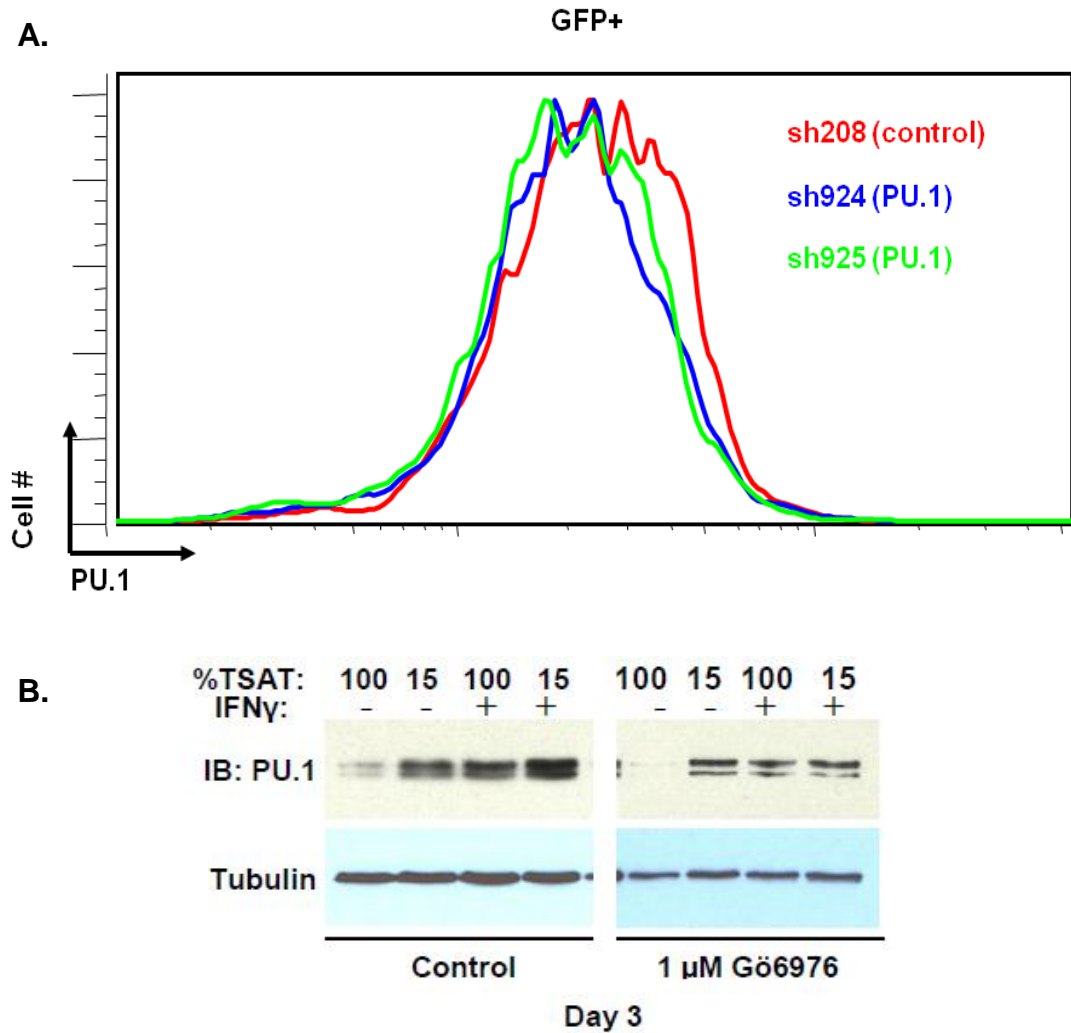 A.
GFP+
sh208 (control)
sh924 (PU.1)
sh925 (PU.1)
Cell #
PU.1
B.
%TSAT: 100 15 100 15 100 15 100 15
IFNγ: - - + + - - + +
IB: PU.1
Tubulin
Control 1 µM Gö6976
Day 3